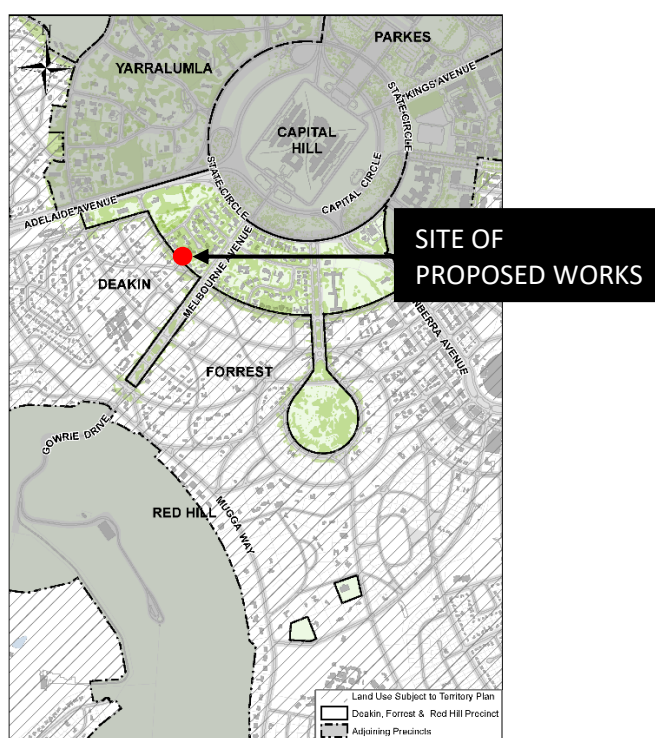 N
PARKES
YARRALUMLA
KINGS AVENUE
STATE CIRCLE
CAPITAL
HILL
STATE CIRCLE
CAPITAL CIRCLE
ADELAIDE AVENUE
MELBOURNE AVENUE
SITE OF
PROPOSED WORKS
DEAKIN
NBERRA AVENUE
FORREST
GOWRIE DRIVE
RED HILL
MUGGA WAY
Land Use Subject to Territory Plan
Deakin, Forrest & Red Hill Precinct
Adjoining Precincts